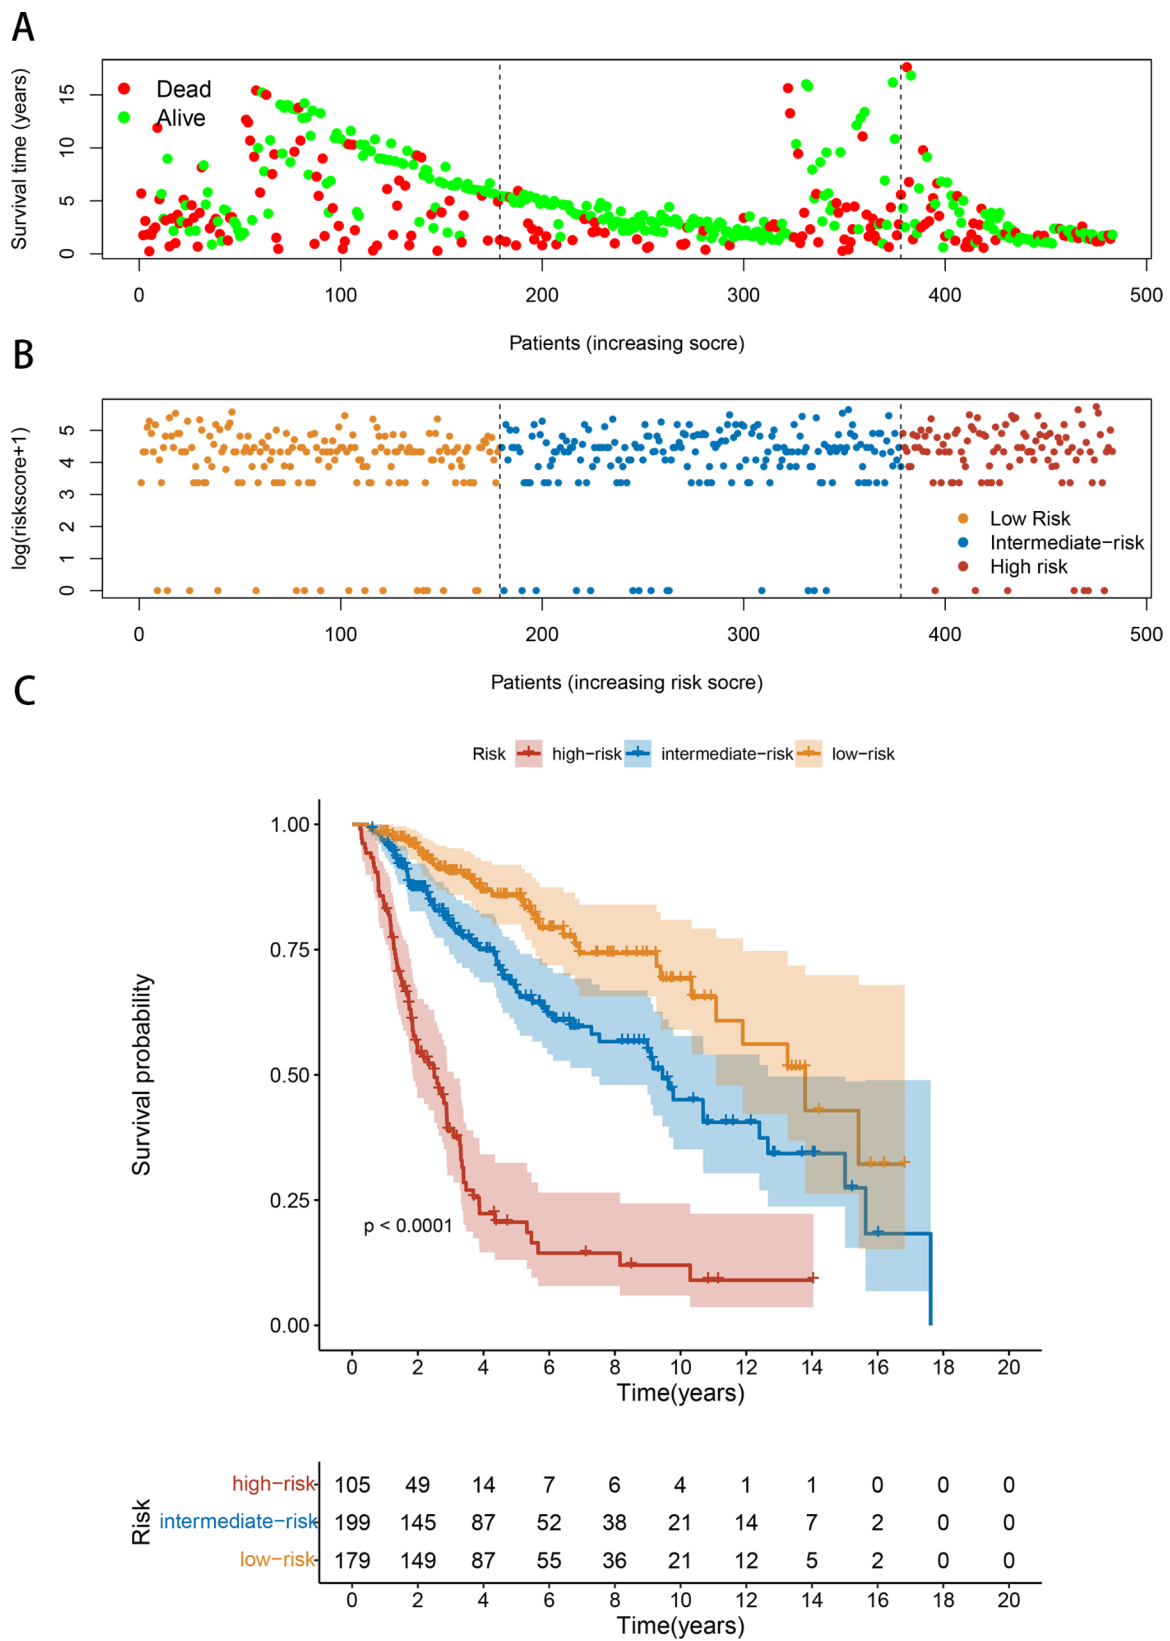 A
Survival time (years)
15
10
5
0
Dead
Alive
0 100 200 300 400 500
Patients (increasing socre)
B
log(riskscore+1)
5
4
3
2
1
0
Low Risk
Intermediate−risk
High risk
0 100 200 300 400 500
Patients (increasing risk socre)
C
Risk high−risk intermediate−risk low−risk
Survival probability
1.00
0.75
0.50
0.25
0.00
p < 0.0001
0 2 4 6 8 10 12 14 16 18 20
Time(years)
Risk
high−risk 105 49 14 7 6 4 1 1 0 0 0
intermediate−risk 199 145 87 52 38 21 14 7 2 0 0
low−risk 179 149 87 55 36 21 12 5 2 0 0
0 2 4 6 8 10 12 14 16 18 20
Time(years)